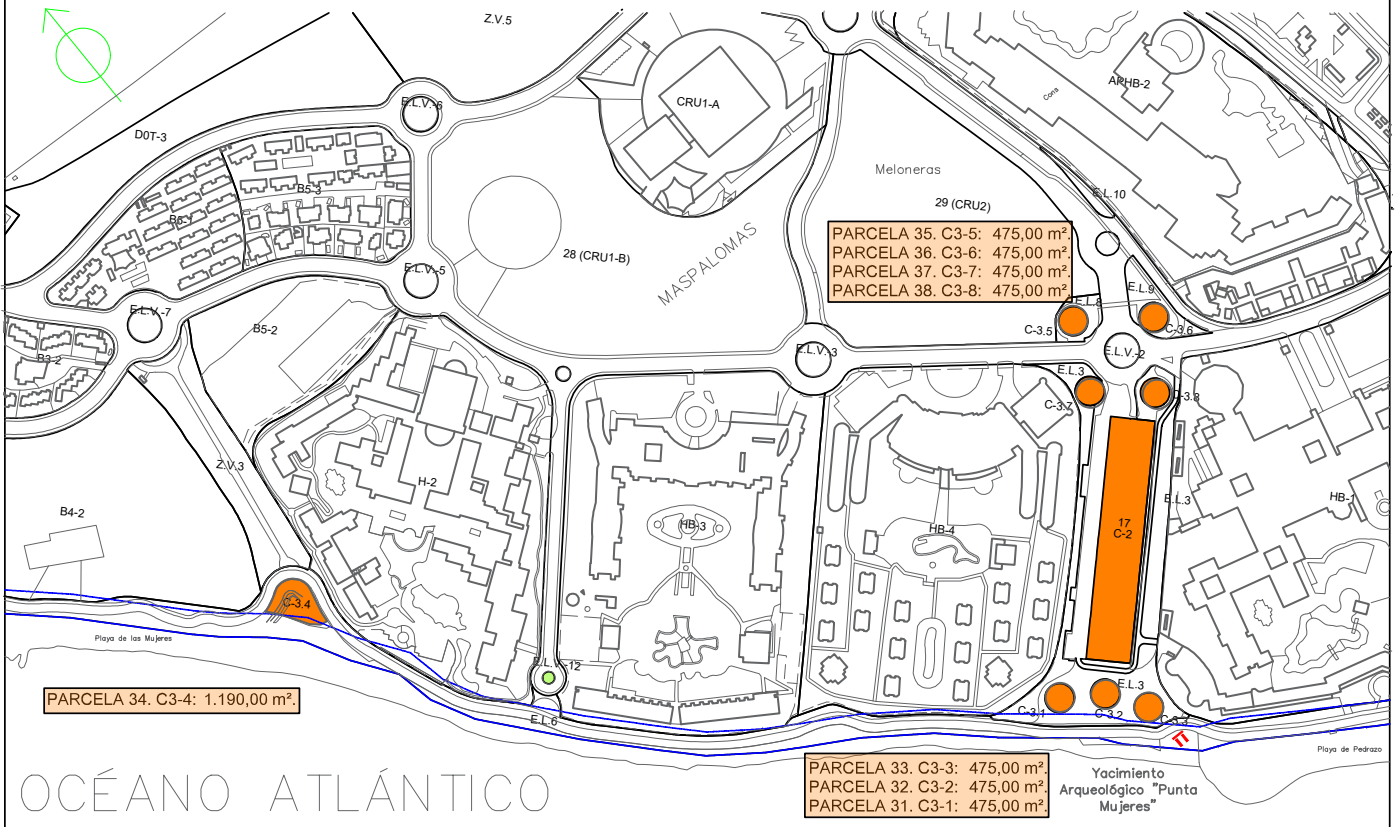 Z.V.5
E.L.V.-6
CRU1-A
APHB-2
Cons
D0T-3
Meloneras
B5-3
E.L.10
29 (CRU2)
MASPALOMAS
28 (CRU1-B)
PARCELA 35. C3-5: 475,00 m².
PARCELA 36. C3-6: 475,00 m².
PARCELA 37. C3-7: 475,00 m².
PARCELA 38. C3-8: 475,00 m².
E.L.V.-5
E.L.9
E.L.8
E.L.V.-7
B5-2
C-3.5
C-3.6
B3-2
E.L.V.-3
E.L.V.-2
E.L.3
C-3.7
C-3.8
Z.V.3
H-2
E.L.3
HB-1
B4-2
HB-3
HB-4
17
C-2
C-3.4
Playa de las Mujeres
E.L.V.-12
E.L.3
PARCELA 34. C3-4: 1.190,00 m².
C-3.1
C-3.2
C-3.3
E.L.6
Playa de Pedrazo
OCÉANO ATLÁNTICO
PARCELA 33. C3-3: 475,00 m².
PARCELA 32. C3-2: 475,00 m².
PARCELA 31. C3-1: 475,00 m².
Yacimiento
Arqueológico "Punta
Mujeres"